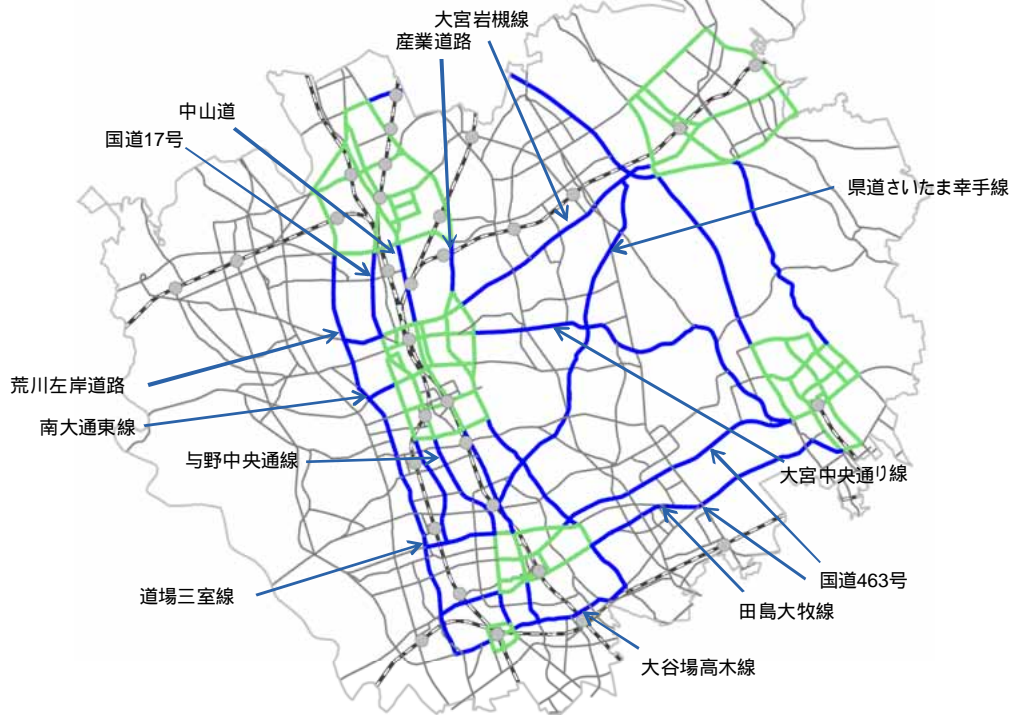 大宮岩槻線
産業道路
中山道
国道17号
県道さいたま幸手線
荒川左岸道路
南大通東線
与野中央通線
大宮中央通り線
道場三室線
国道463号
田島大牧線
大谷場高木線